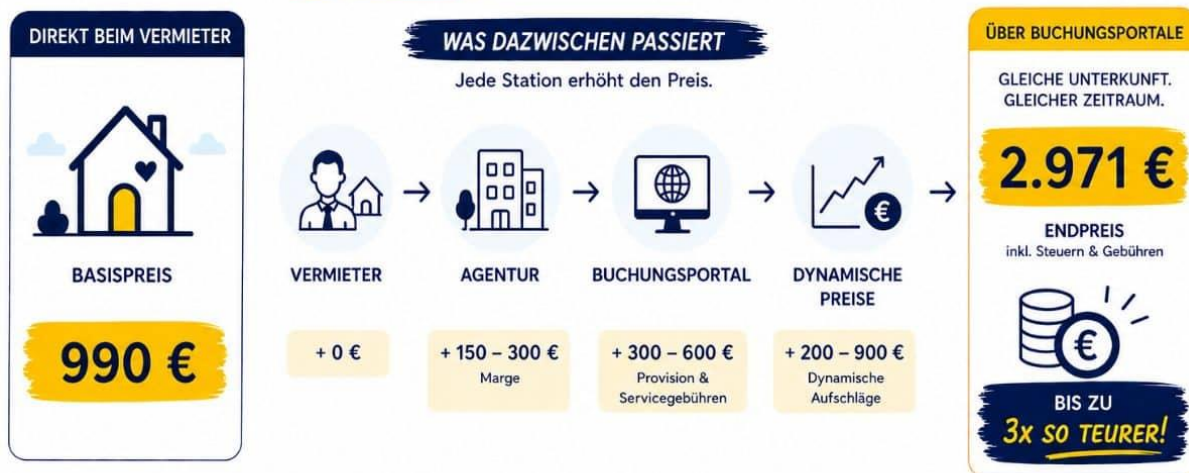 DIREKT BEIM VERMIETER
BASISPREIS
990 €
WAS DAZWISCHEN PASSIERT
Jede Station erhöht den Preis.
VERMIETER
+ 0 €
AGENTUR
+ 150 – 300 €
Marge
BUCHUNGSPORTAL
+ 300 – 600 €
Provision &
Servicegebühren
DYNAMISCHE
PREISE
€
+ 200 – 900 €
Dynamische
Aufschläge
ÜBER BUCHUNGSPORTALE
GLEICHE UNTERKUNFT.
GLEICHER ZEITRAUM.
2.971 €
ENDPREIS
inkl. Steuern & Gebühren
€
BIS ZU
3x SO TEURER!